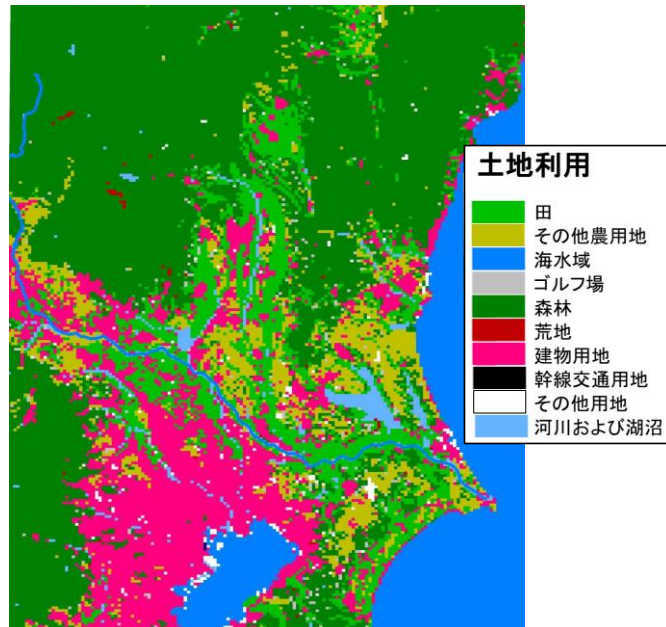 土地利用
田
その他農用地
海水域
ゴルフ場
森林
荒地
建物用地
幹線交通用地
その他用地
河川および湖沼